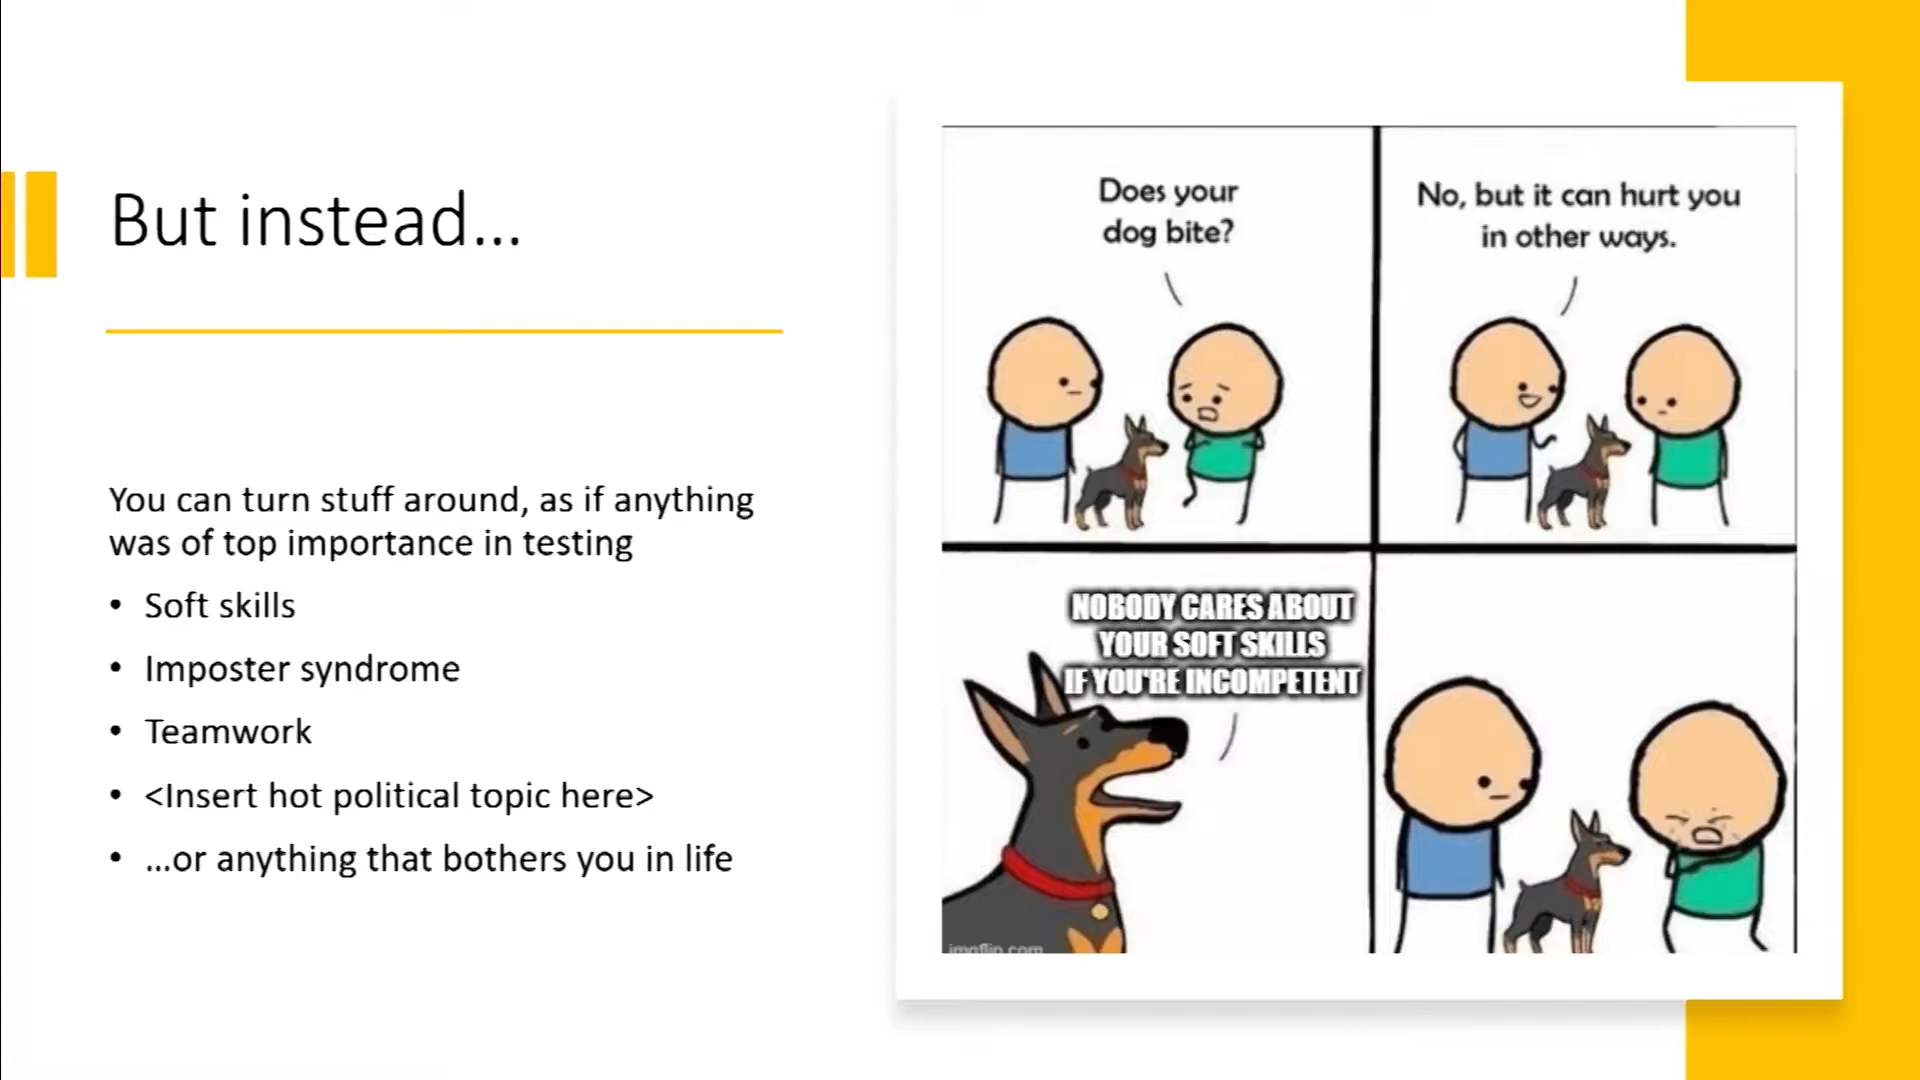 But instead...
You can turn stuff around, as if anything
was of top importance in testing
• Soft skills
• Imposter syndrome
• Teamwork
• <Insert hot political topic here>
• ...or anything that bothers you in life
Does your
dog bite?
No, but it can hurt you
in other ways.
NOBODY CARES ABOUT
YOUR SOFT SKILLS
IF YOU'RE INCOMPETENT
imgflip.com